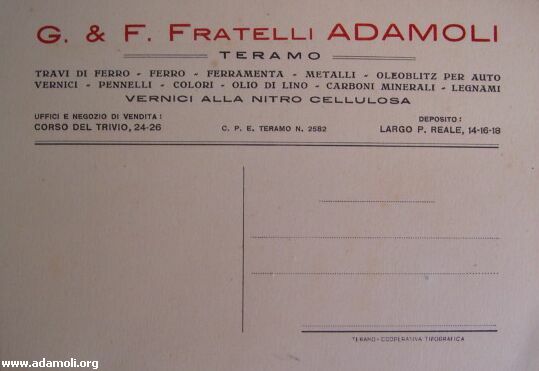 G. & F. FRATELLI ADAMOLI
TERAMO
TRAVI DI FERRO - FERRO - FERRAMENTA - METALLI - OLEOBLITZ PER AUTO
VERNICI - PENNELLI - COLORI - OLIO DI LINO - CARBONI MINERALI - LEGNAMI
VERNICI ALLA NITRO CELLULOSA
UFFICI E NEGOZIO DI VENDITA:
CORSO DEL TRIVIO, 24-26
C. P. E. TERAMO N. 2582
DEPOSITO:
LARGO P. REALE, 14-16-18
TERAMO - COOPERATIVA TIPOGRAFICA
www.adamoli.org